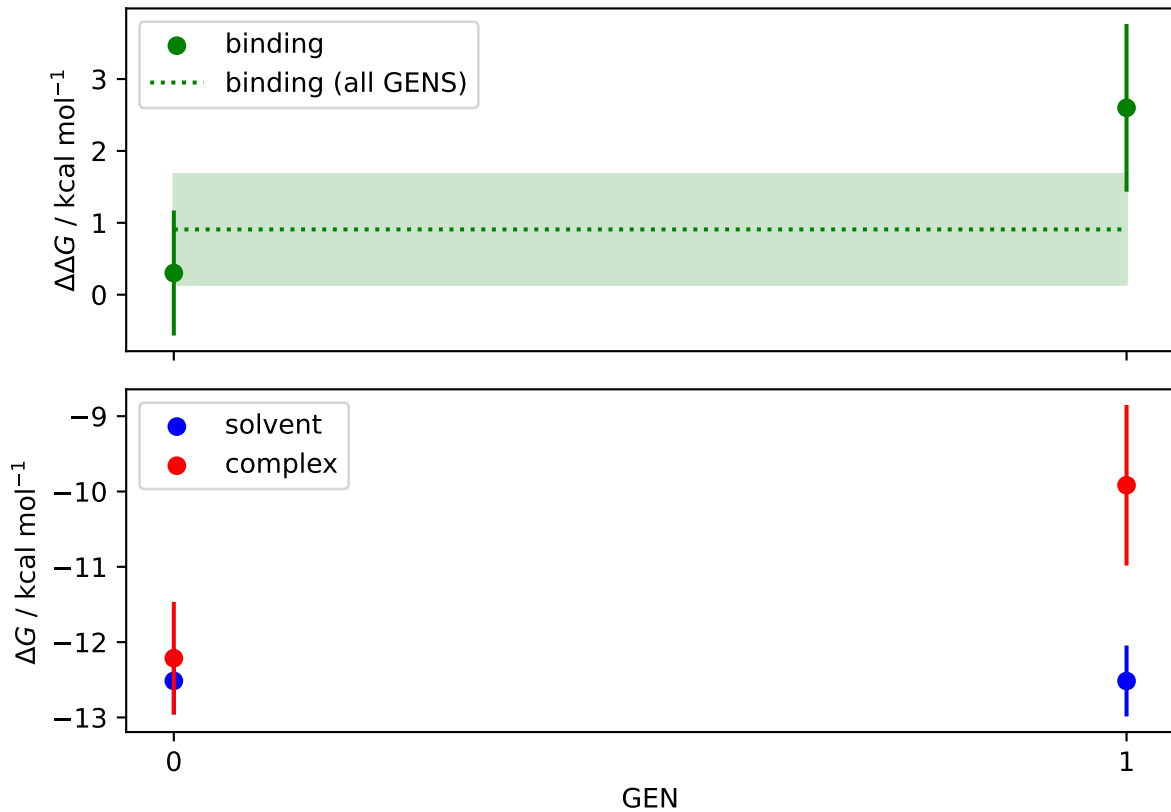 binding
binding (all GENS)
3
2
1
0
ΔΔG / kcal mol⁻¹
solvent
complex
−9
−10
−11
−12
−13
ΔG / kcal mol⁻¹
0 1
GEN